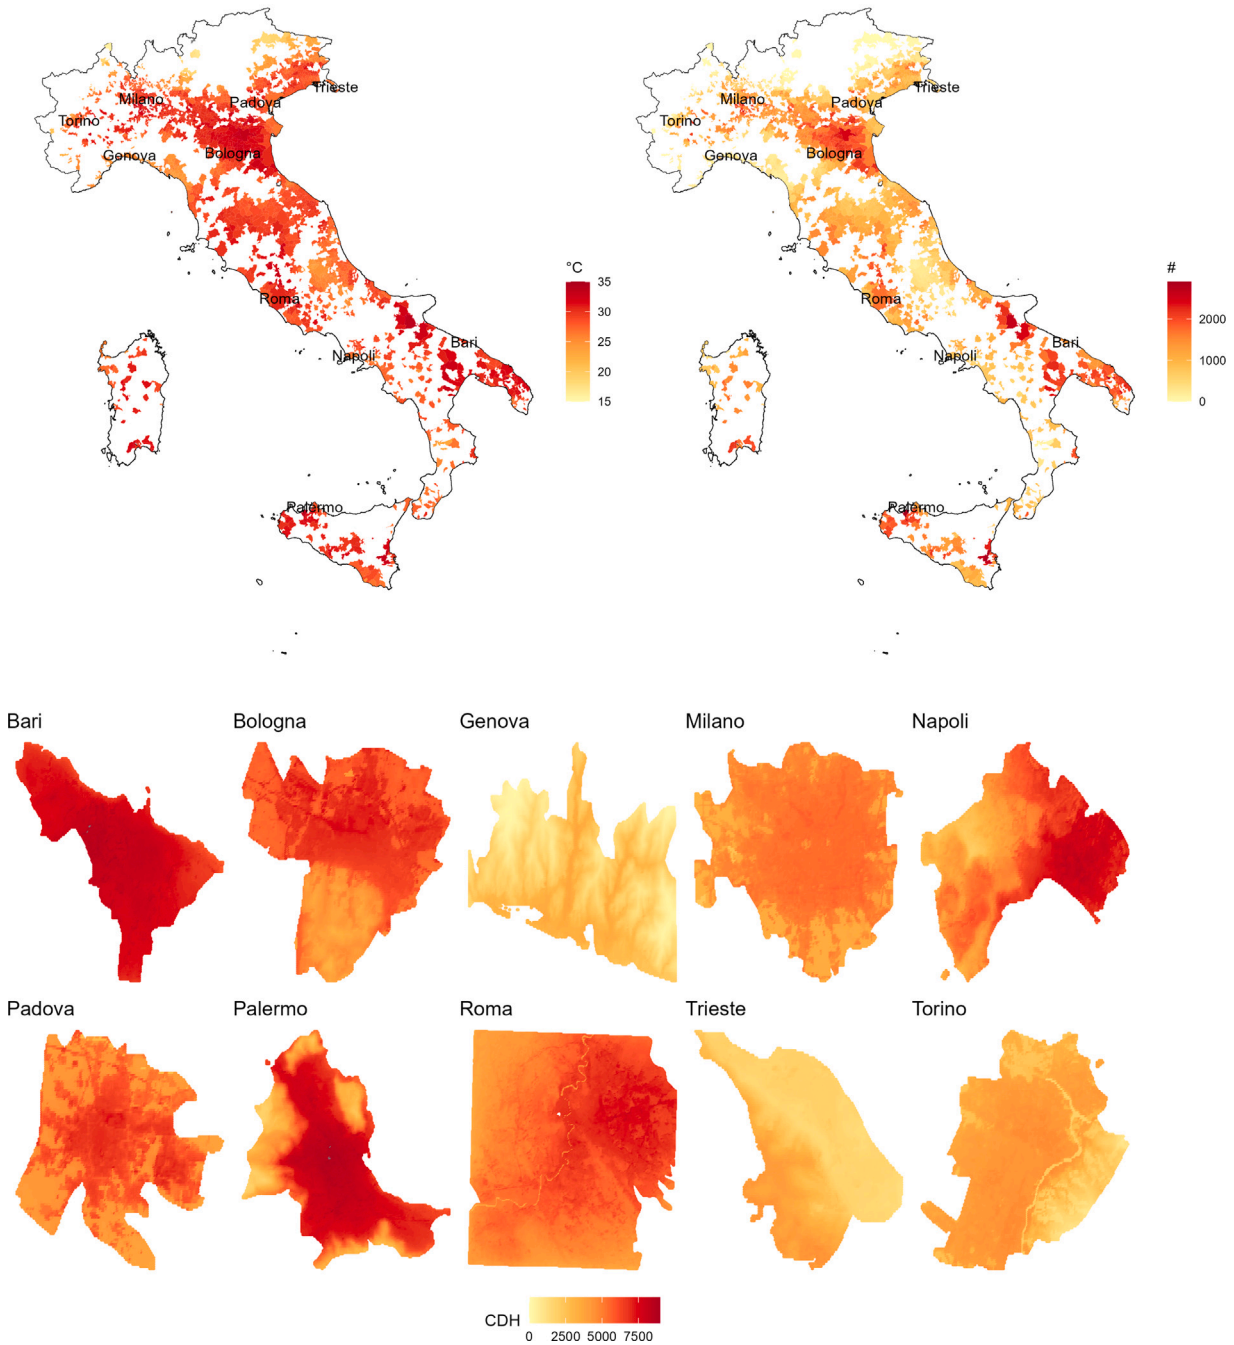 Milano
Padova
Trieste
Torino
Genova
Bologna
Roma
Napoli
Bari
Palermo
°C
35
30
25
20
15
Milano
Padova
Trieste
Torino
Genova
Bologna
Roma
Napoli
Bari
Palermo
#
2000
1000
0
Bari
Bologna
Genova
Milano
Napoli
Padova
Palermo
Roma
Trieste
Torino
CDH
0 2500 5000 7500